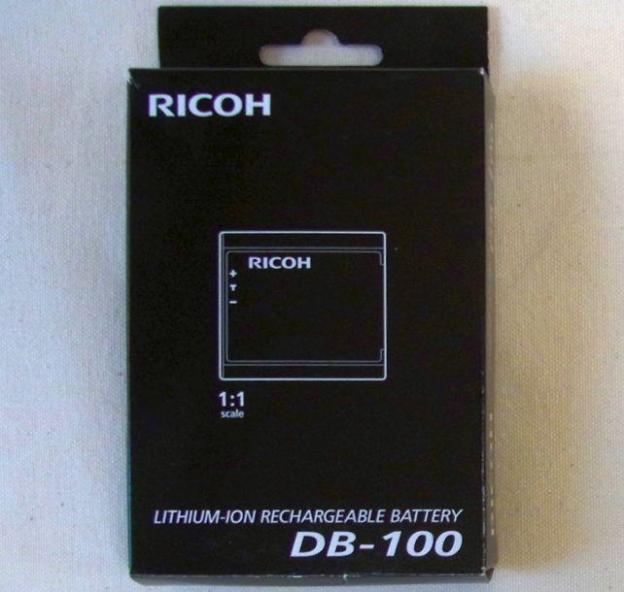 RICOH
RICOH
+
T
−
1:1
scale
LITHIUM-ION RECHARGEABLE BATTERY
DB-100